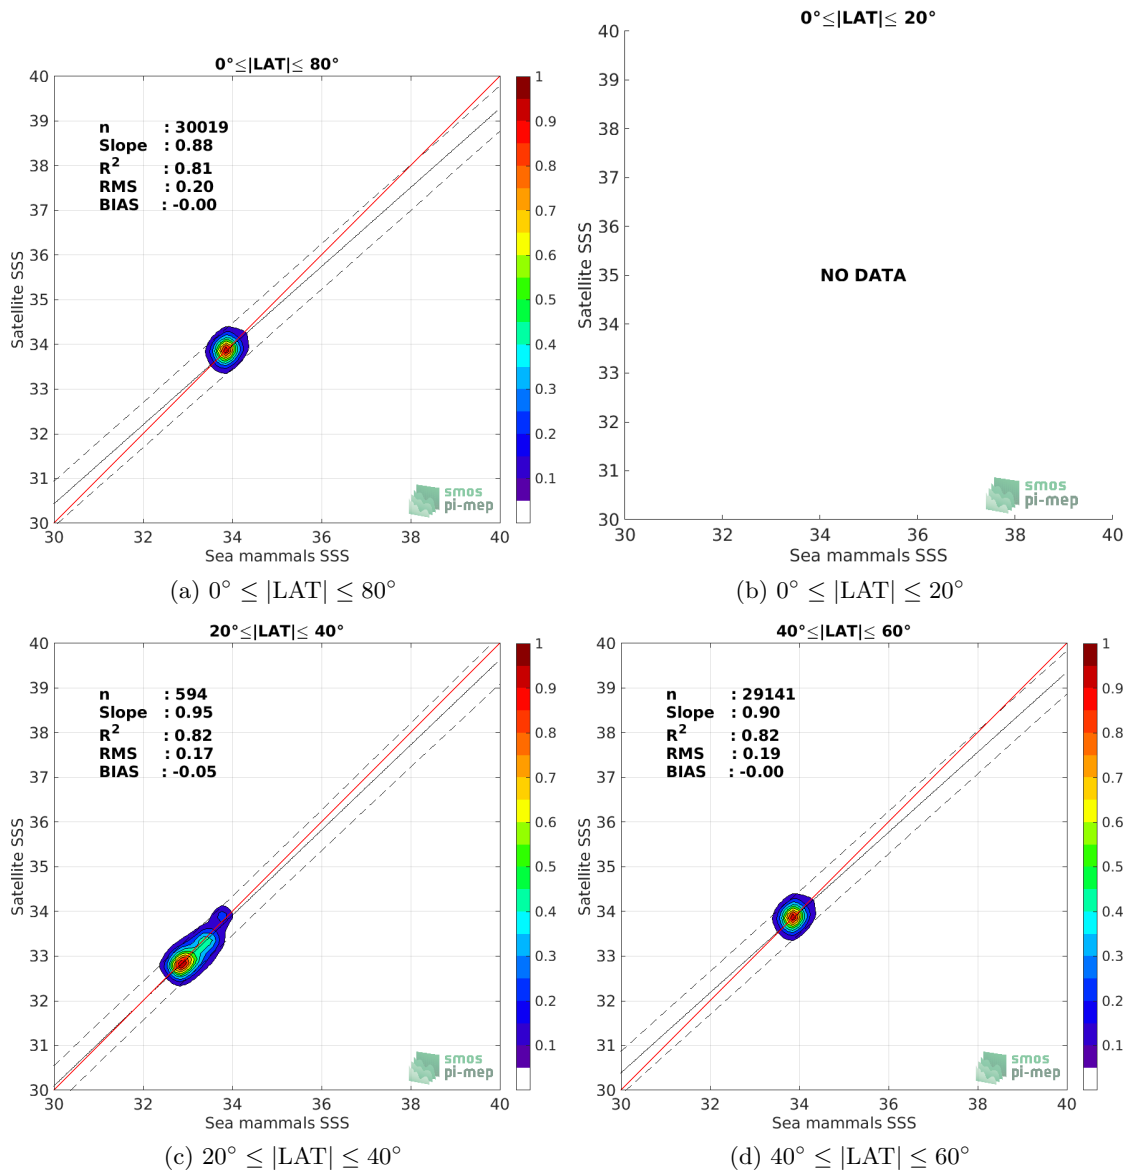 0°≤|LAT|≤ 80°
40
39
38
37
36
35
34
33
32
31
30
Satellite SSS
n : 30019
Slope : 0.88
R2 : 0.81
RMS : 0.20
BIAS : -0.00
smos
pi-mep
30 32 34 36 38 40
Sea mammals SSS
1
0.9
0.8
0.7
0.6
0.5
0.4
0.3
0.2
0.1
(a) 0° ≤ |LAT| ≤ 80°
0°≤|LAT|≤ 20°
40
39
38
37
36
35
34
33
32
31
30
Satellite SSS
NO DATA
smos
pi-mep
30 32 34 36 38 40
Sea mammals SSS
(b) 0° ≤ |LAT| ≤ 20°
20°≤|LAT|≤ 40°
40
39
38
37
36
35
34
33
32
31
30
Satellite SSS
n : 594
Slope : 0.95
R2 : 0.82
RMS : 0.17
BIAS : -0.05
smos
pi-mep
30 32 34 36 38 40
Sea mammals SSS
1
0.9
0.8
0.7
0.6
0.5
0.4
0.3
0.2
0.1
(c) 20° ≤ |LAT| ≤ 40°
40°≤|LAT|≤ 60°
40
39
38
37
36
35
34
33
32
31
30
Satellite SSS
n : 29141
Slope : 0.90
R2 : 0.82
RMS : 0.19
BIAS : -0.00
smos
pi-mep
30 32 34 36 38 40
Sea mammals SSS
1
0.9
0.8
0.7
0.6
0.5
0.4
0.3
0.2
0.1
(d) 40° ≤ |LAT| ≤ 60°